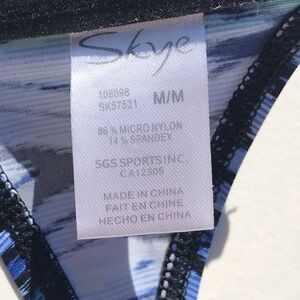 Skye
108098
SK57521 M/M
86% MICRO NYLON
14% SPANDEX
SGS SPORTS INC.
CA12305
MADE IN CHINA
FAIT EN CHINE
HECHO EN CHINA